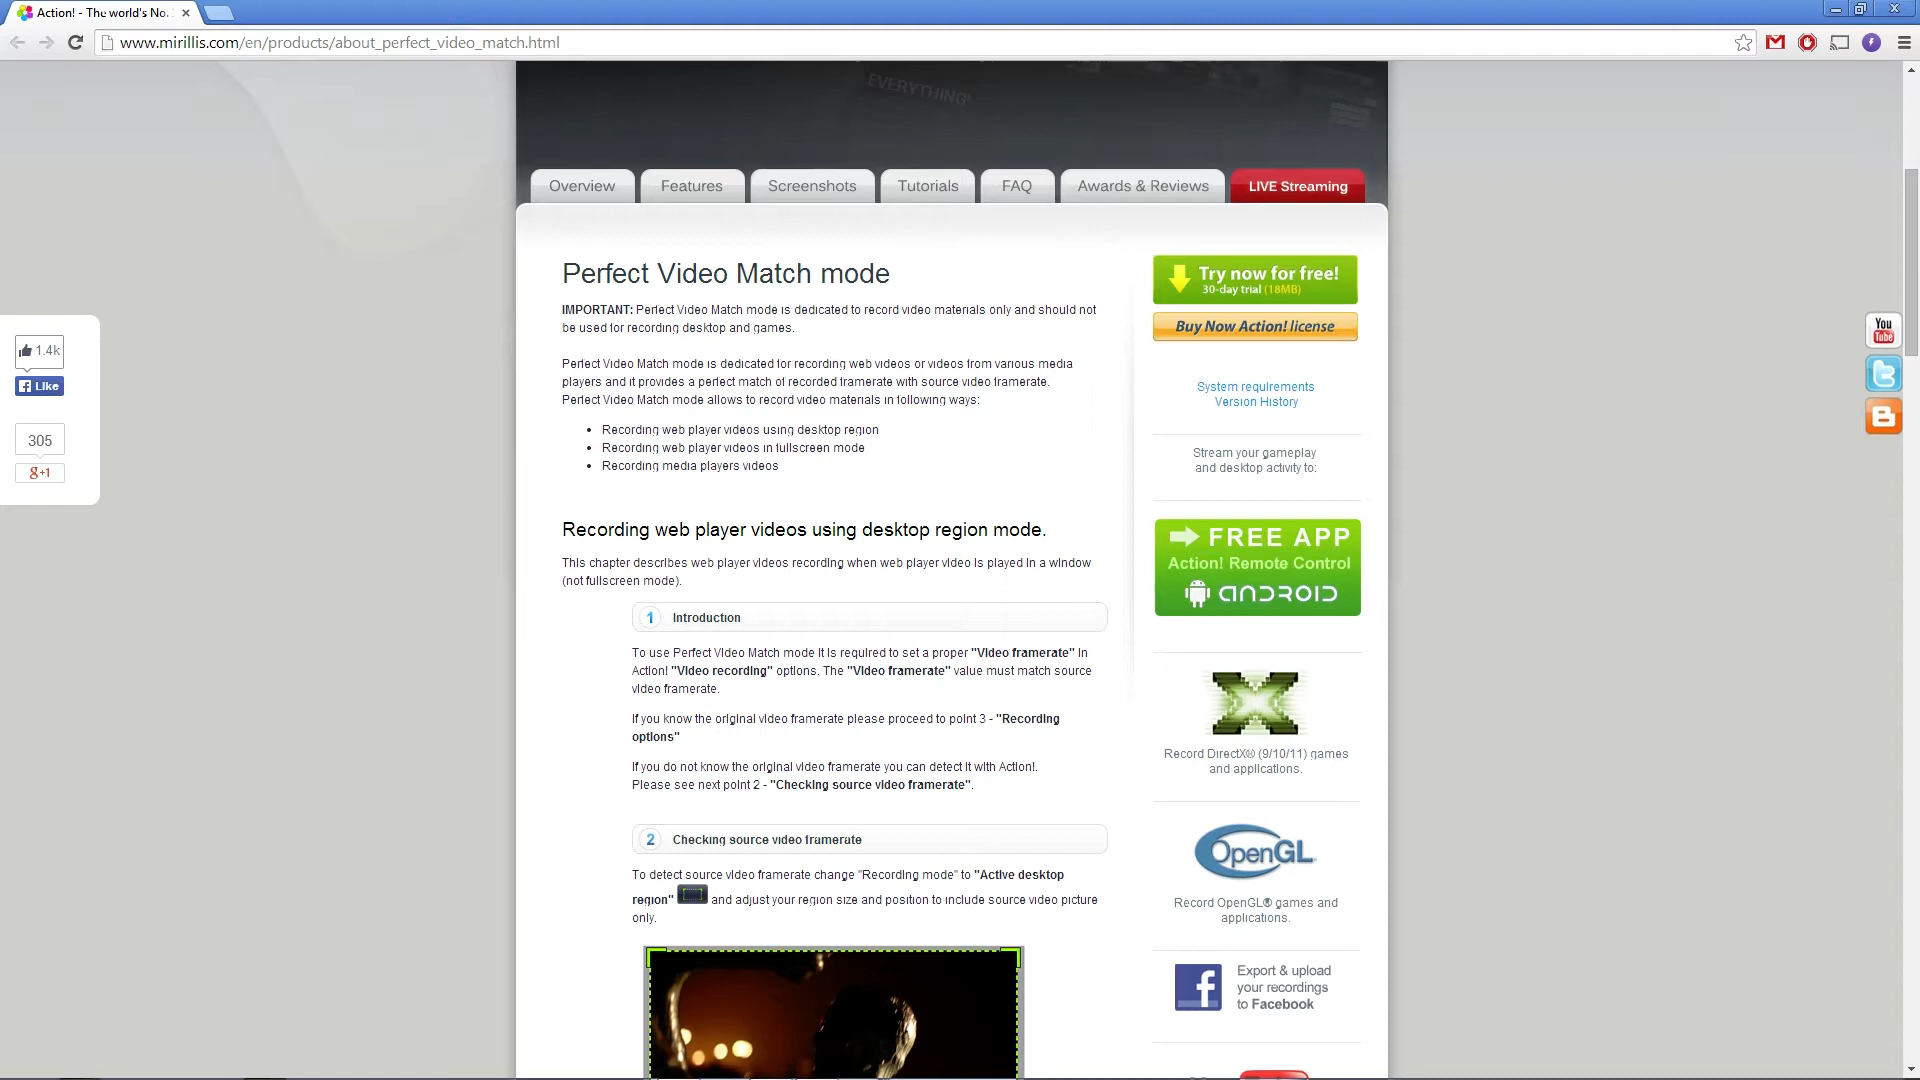 Action! - The world's No.
www.mirillis.com/en/products/about_perfect_video_match.html
EVERYTHING!
Overview
Features
Screenshots
Tutorials
FAQ
Awards & Reviews
LIVE Streaming
Perfect Video Match mode
IMPORTANT: Perfect Video Match mode is dedicated to record video materials only and should not
be used for recording desktop and games.
Perfect Video Match mode is dedicated for recording web videos or videos from various media
players and it provides a perfect match of recorded framerate with source video framerate.
Perfect Video Match mode allows to record video materials in following ways:
• Recording web player videos using desktop region
• Recording web player videos in fullscreen mode
• Recording media players videos
Recording web player videos using desktop region mode.
This chapter describes web player videos recording when web player video is played in a window
(not fullscreen mode).
1 Introduction
To use Perfect Video Match mode it is required to set a proper "Video framerate" in
Action! "Video recording" options. The "Video framerate" value must match source
video framerate.
If you know the original video framerate please proceed to point 3 - "Recording
options"
If you do not know the original video framerate you can detect it with Action!.
Please see next point 2 - "Checking source video framerate".
2 Checking source video framerate
To detect source video framerate change "Recording mode" to "Active desktop
region" and adjust your region size and position to include source video picture
only.
Try now for free!
30-day trial (18MB)
Buy Now Action! license
System requirements
Version History
Stream your gameplay
and desktop activity to:
FREE APP
Action! Remote Control
ANDROID
Record DirectX® (9/10/11) games
and applications.
OpenGL
Record OpenGL® games and
applications.
Export & upload
your recordings
to Facebook
1.4k
Like
305
g+1
You
Tube